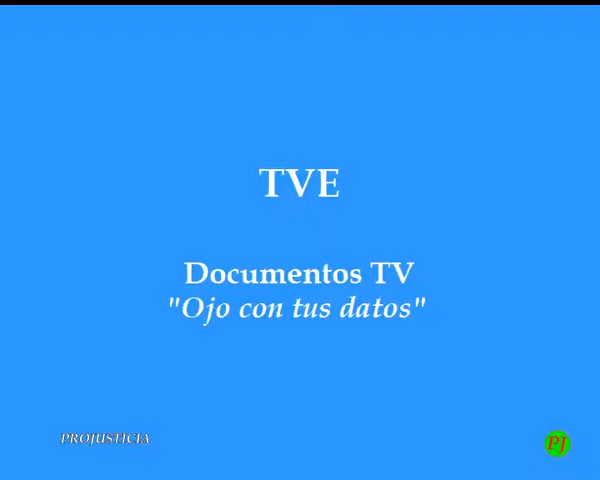 TVE
Documentos TV
"Ojo con tus datos"
PROJUSTICIA
PJ